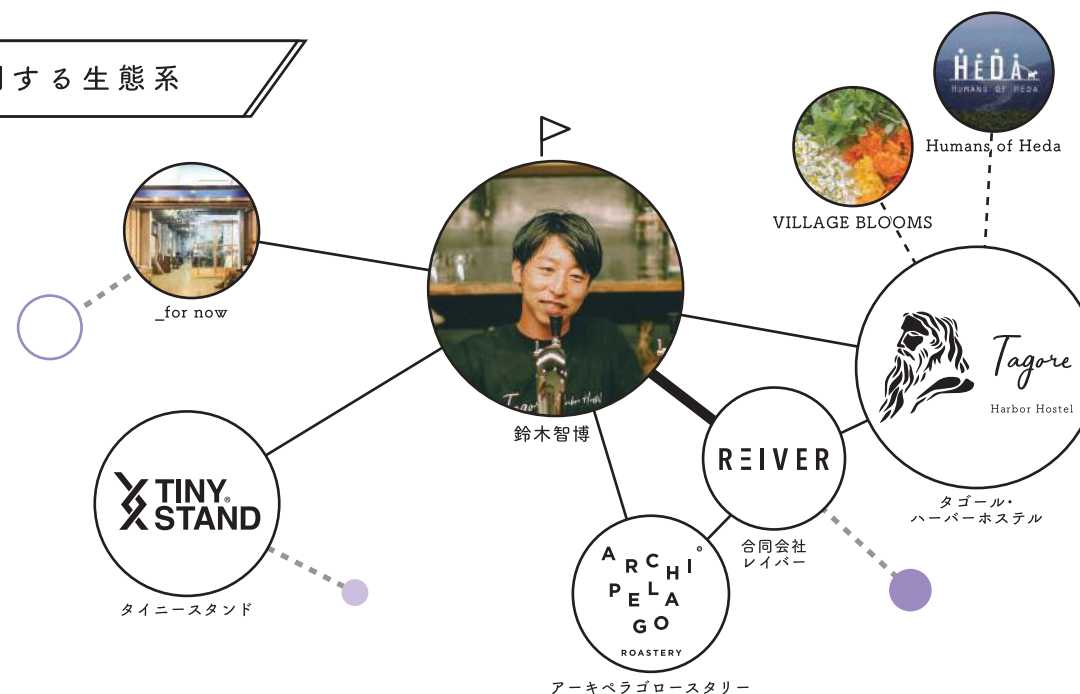 する生態系
HEDA
HUMANS OF HEDA
Humans of Heda
VILLAGE BLOOMS
_for now
Tagore
Harbor Hostel
鈴木智博
REIVER
タゴール・
ハーバーホステル
TINY®
STAND
合同会社
レイバー
ARCHI°
PELA
GO
ROASTERY
タイニースタンド
アーキペラゴロースタリー